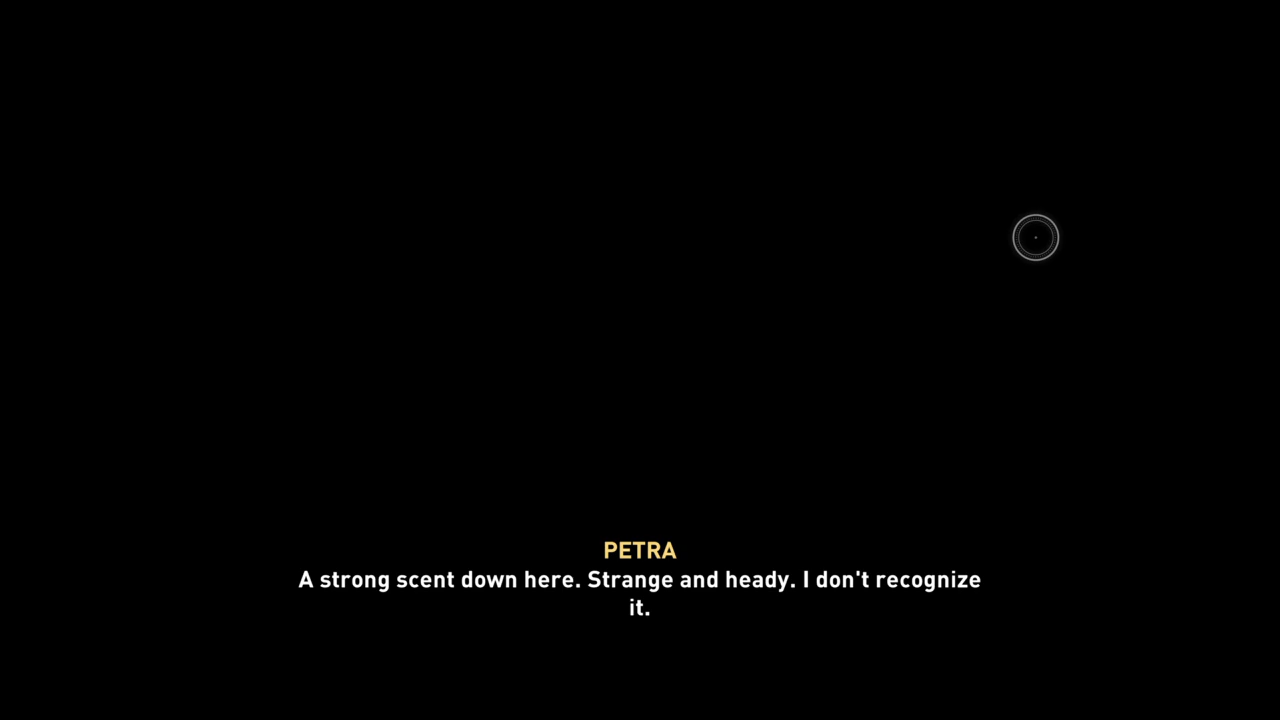 PETRA
A strong scent down here. Strange and heady. I don't recognize
it.